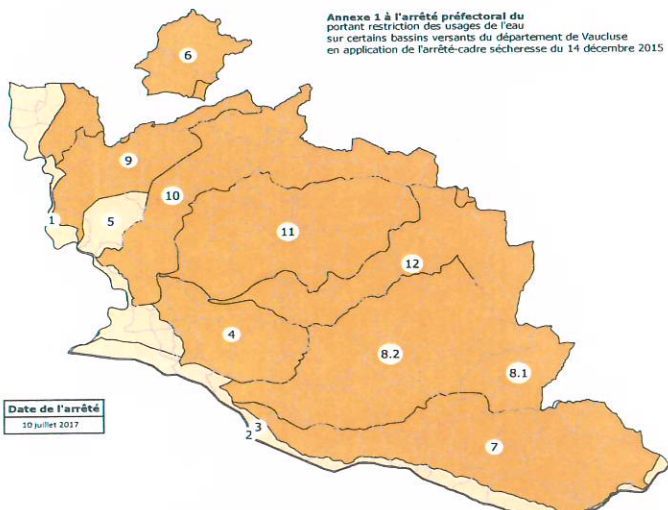 Annexe 1 à l'arrêté préfectoral du
portant restriction des usages de l'eau
sur certains bassins versants du département de Vaucluse
en application de l'arrêté-cadre sécheresse du 14 décembre 2015
6
9
10
1
5
11
12
4
8.2
8.1
Date de l'arrêté
10 juillet 2017
3
2
7